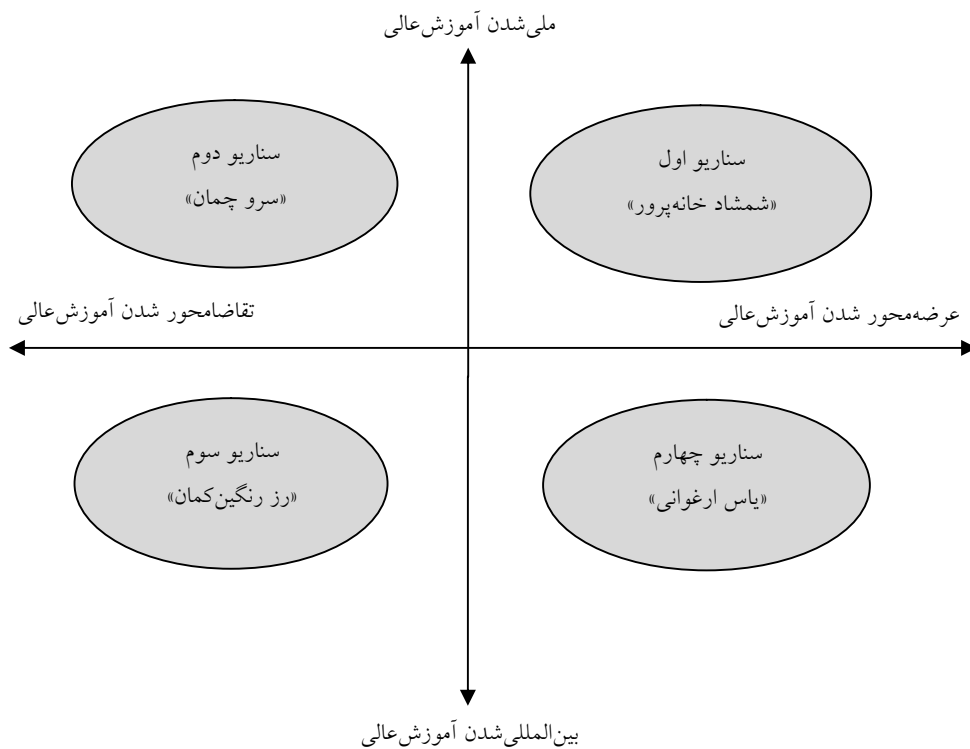 ملی‌شدن آموزش‌عالی
سناریو اول
«شمشاد خانه‌پرور»
سناریو دوم
«سرو چمان»
عرضه‌محور شدن آموزش‌عالی
تقاضامحور شدن آموزش‌عالی
سناریو چهارم
«یاس ارغوانی»
سناریو سوم
«رز رنگین‌کمان»
بین‌المللی‌شدن آموزش‌عالی